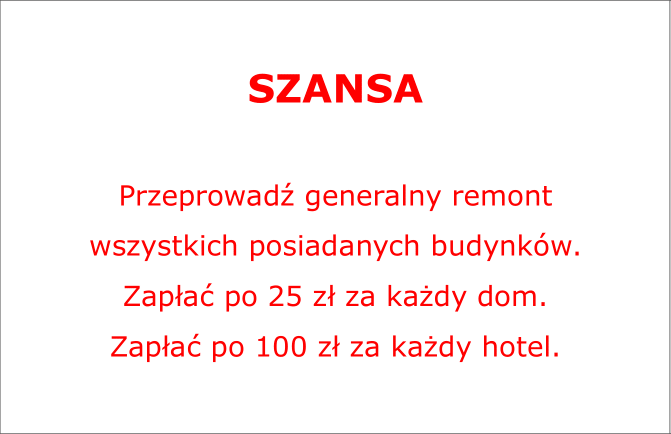 SZANSA
Przeprowadź generalny remont
wszystkich posiadanych budynków.
Zapłać po 25 zł za każdy dom.
Zapłać po 100 zł za każdy hotel.